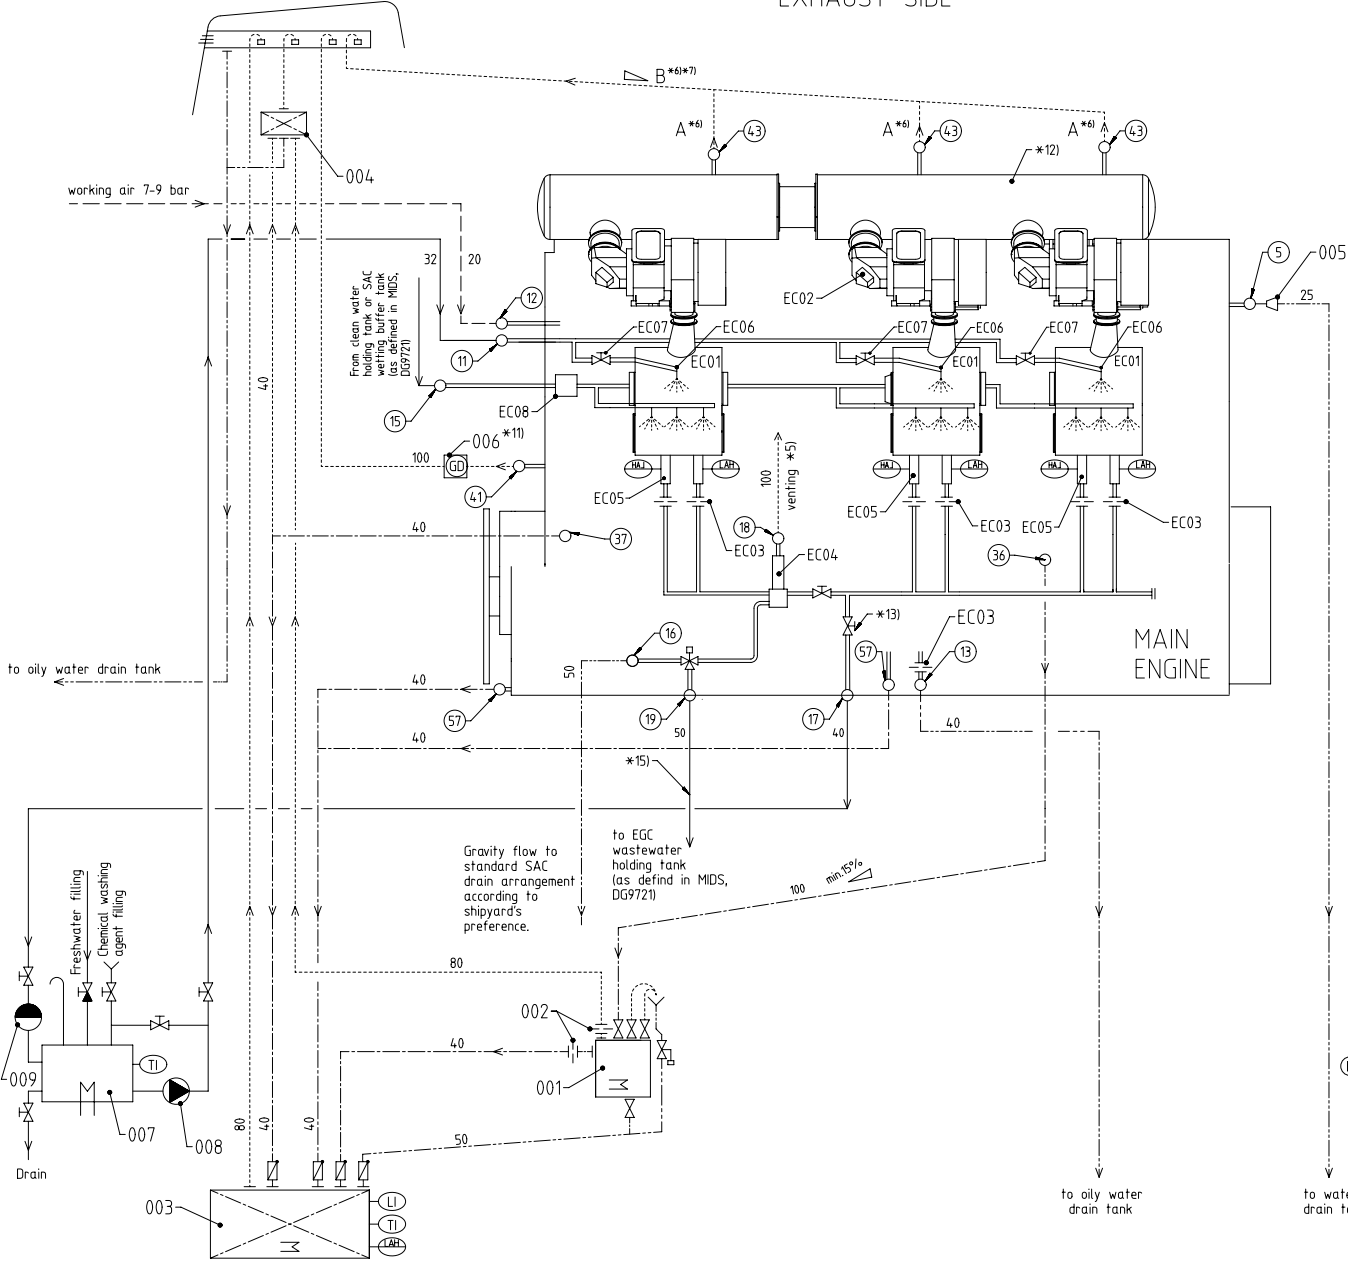 EXHAUST SIDE
B*6)*7)
A*6)
43
A*6)
43
A*6)
43
*12)
004
working air 7-9 bar
32
20
12
11
15
From clean water
holding tank or SAC
wetting buffer tank
(as defined in MIDS,
DG9721)
40
EC02
EC07
EC06
EC01
EC07
EC06
EC01
EC07
EC06
EC01
5
005
25
EC08
006 *11)
100
GD
41
LAH
LAH
LAH
LAH
LAH
LAH
EC05
EC03
EC05
EC03
EC05
EC03
100
venting *5)
18
EC04
40
37
36
*13)
EC03
16
57
13
MAIN
ENGINE
to oily water drain tank
50
40
57
19
17
50
40
40
40
*15)
Gravity flow to
standard SAC
drain arrangement
according to
shipyard's
preference.
to EGC
wastewater
holding tank
(as defind in MIDS,
DG9721)
100
min.15%
Freshwater filling
Chemical washing
agent filling
80
002
40
001
009
TI
007
008
Drain
80
40
40
50
003
LI
TI
LAH
to oily water
drain tank